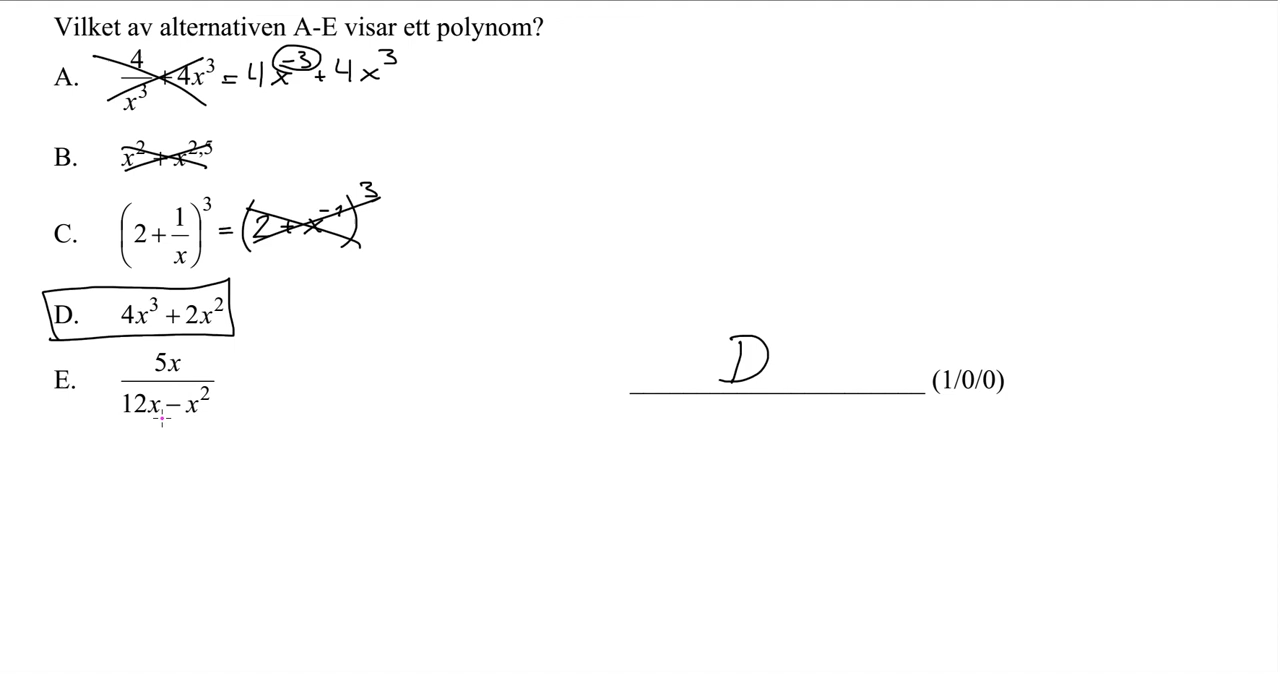 Vilket av alternativen A-E visar ett polynom?
A. 4/x³ + 4x³ = 4x⁻³ + 4x³
B. x² + x²,⁵
C. (2 + 1/x)³ = (2 + x⁻¹)³
D. 4x³ + 2x²
E. 5x/(12x − x²)
D (1/0/0)